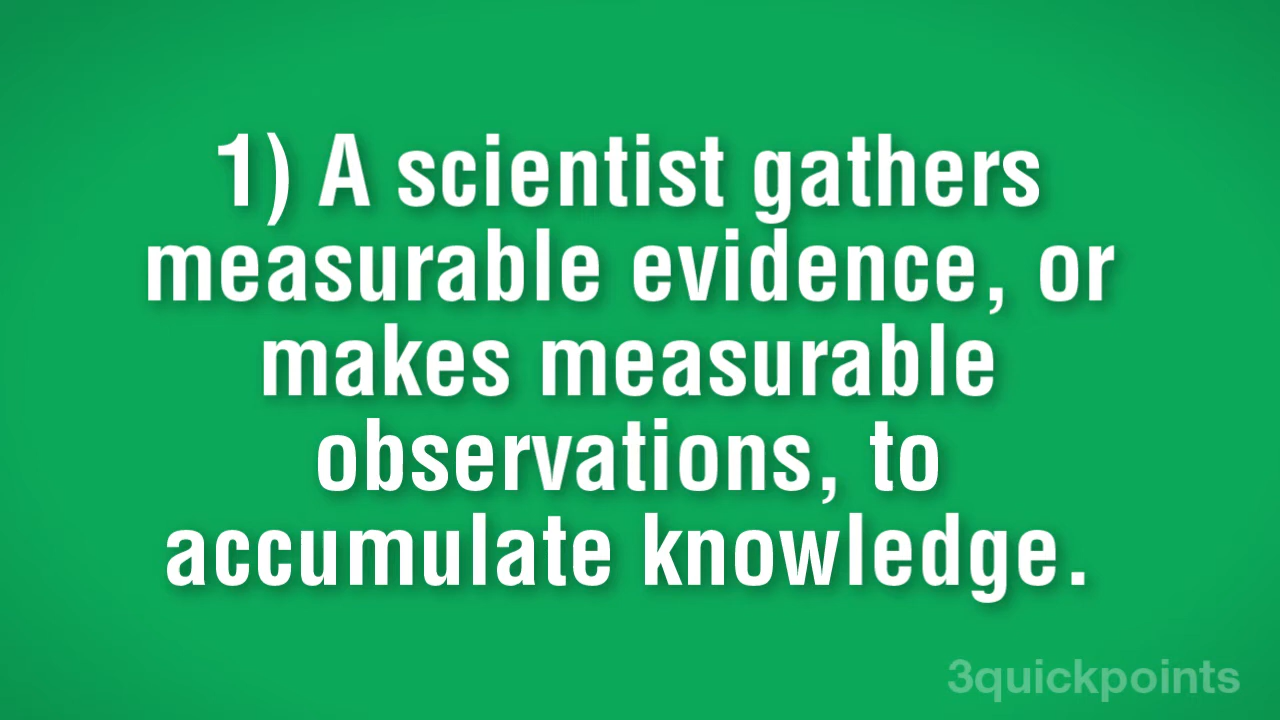 1) A scientist gathers
measurable evidence, or
makes measurable
observations, to
accumulate knowledge.
3quickpoints